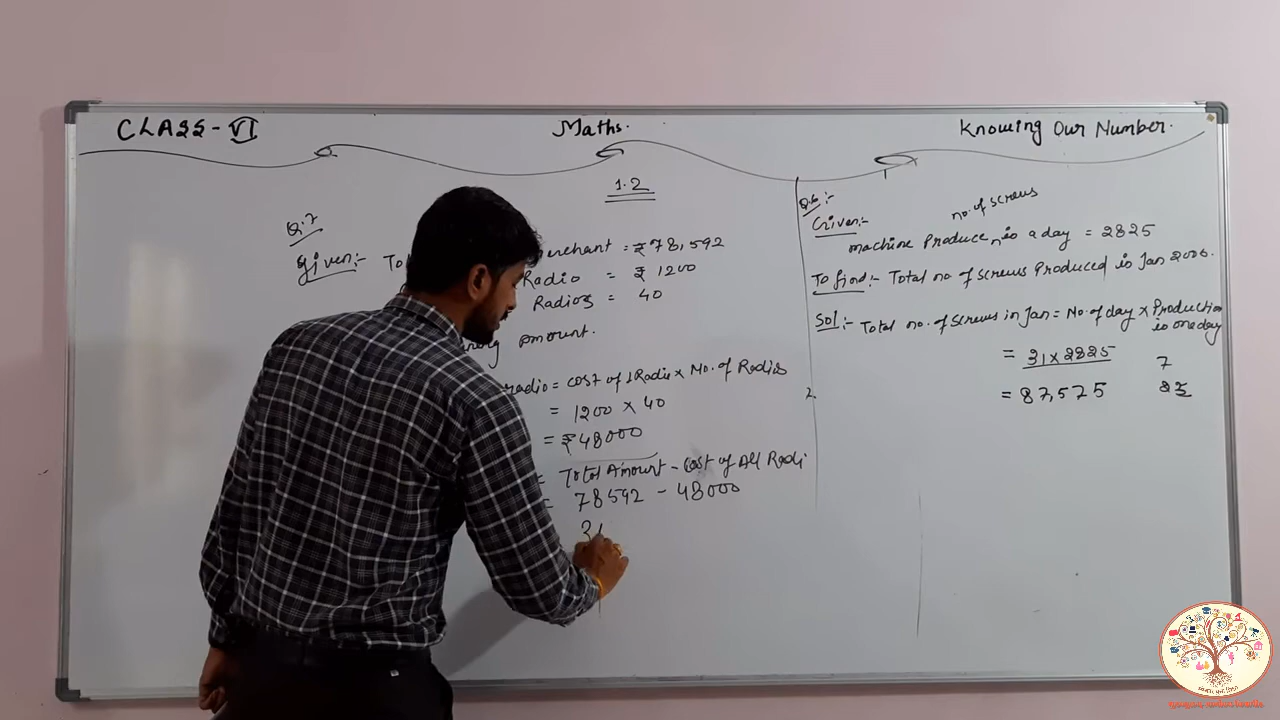 CLASS-VI
Maths.
Knowing Our Number.
1.2
Q.7
Given:- To
erchant = ₹78,592
Radio = ₹ 1200
Radios = 40
ning Amount.
radio = cost of 1 Radio × No. of Radios
= 1200 × 40
= ₹48000
= Total Amount - Cost of All Radi
= 78592 - 48000
Q.6:-
Given:-
no. of screws
machine Produce in a day = 2825
To find:- Total no of screws Produced in Jan 2006.
Sol:- Total no. of screws in Jan = No. of day × Production
in one day
= 31 × 2825
= 87,575
7